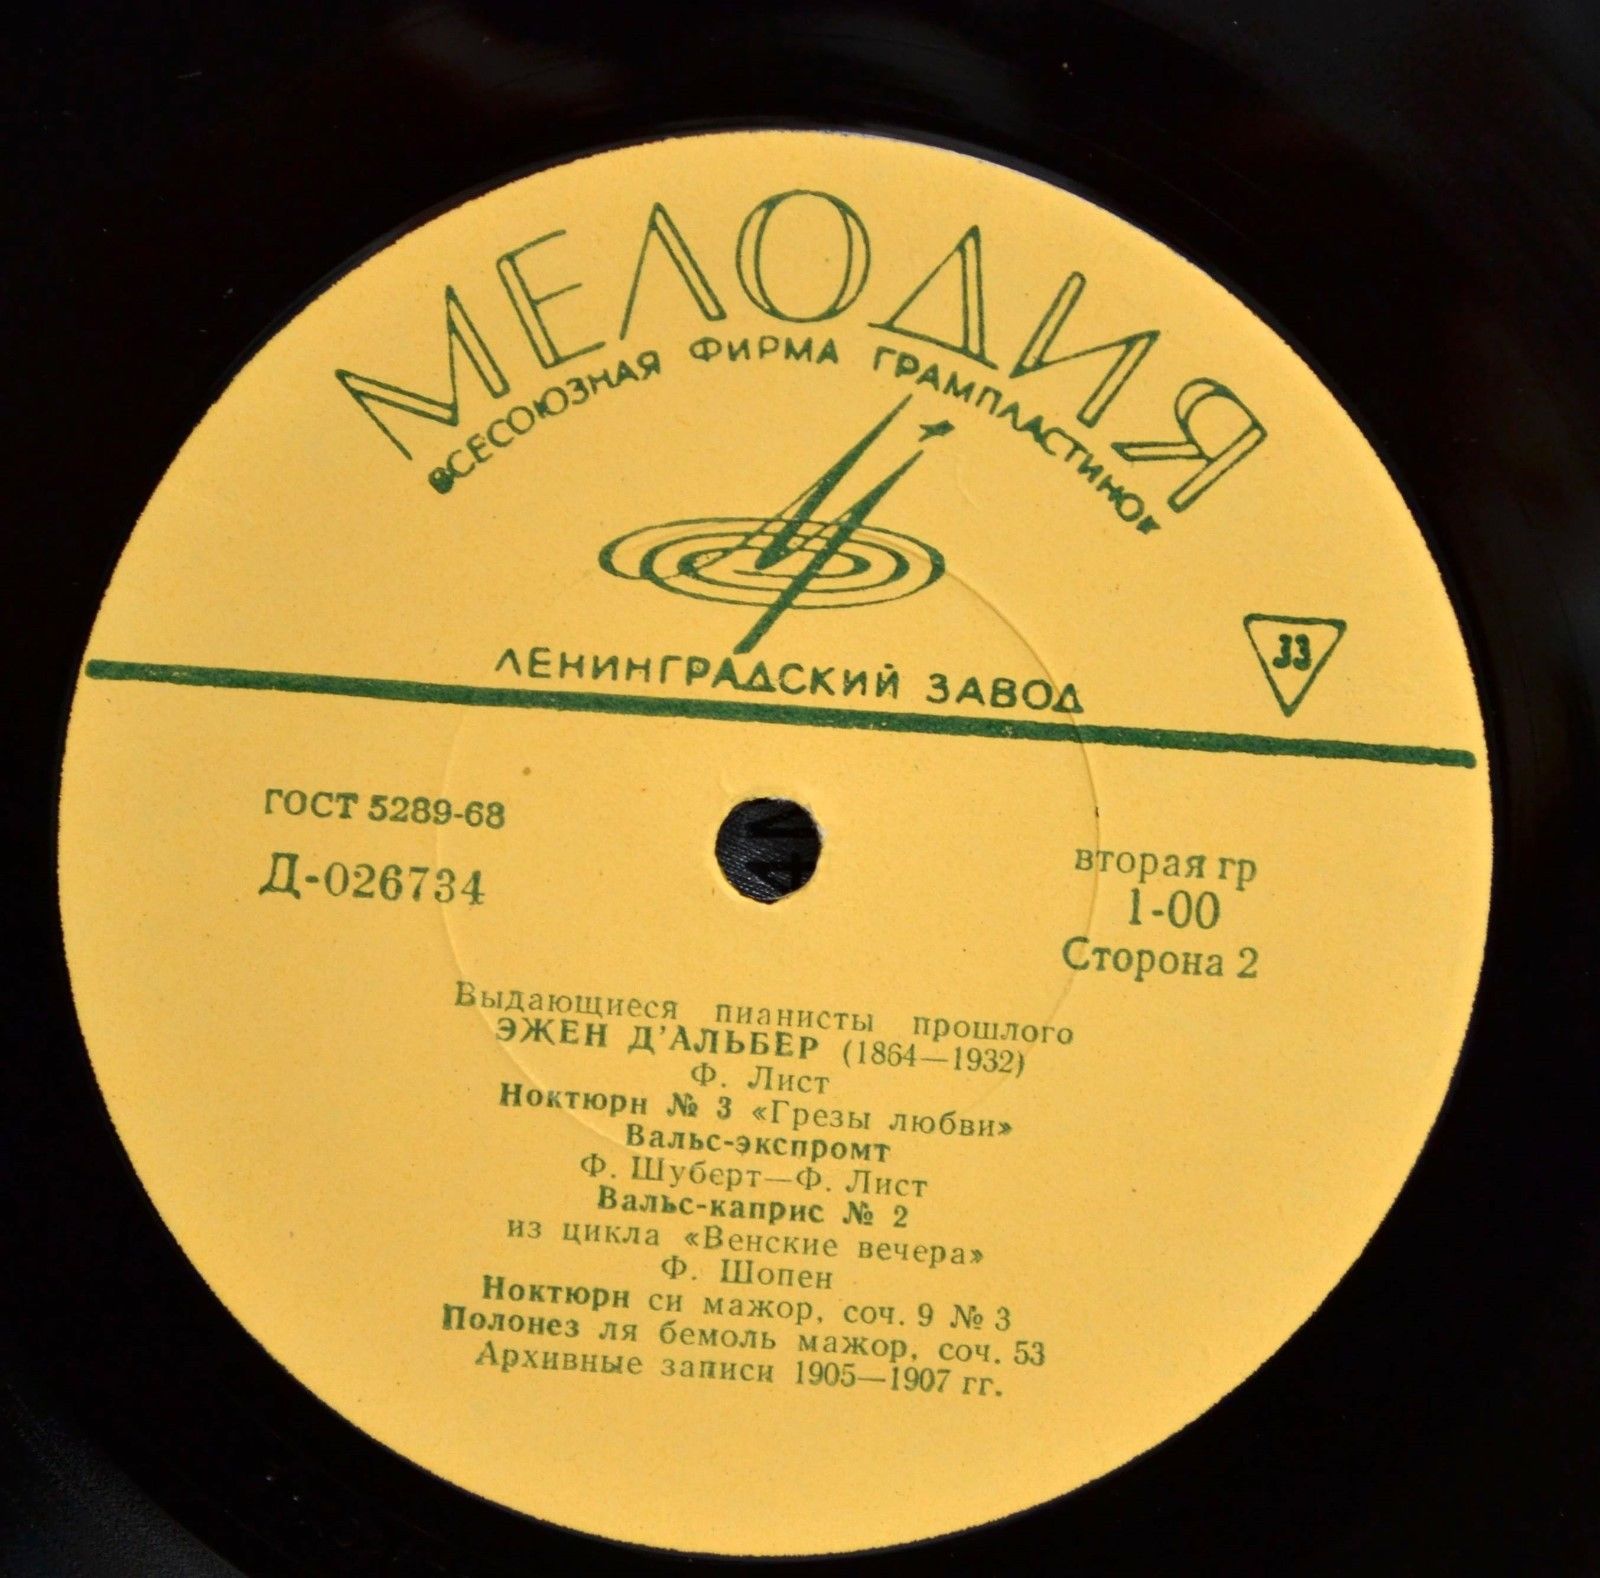 МЕЛОДИЯ
ВСЕСОЮЗНАЯ ФИРМА ГРАМПЛАСТИНОК
ЛЕНИНГРАДСКИЙ ЗАВОД
33
ГОСТ 5289-68
Д-026734
вторая гр
1-00
Сторона 2
Выдающиеся пианисты прошлого
ЭЖЕН Д'АЛЬБЕР (1864—1932)
Ф. Лист
Ноктюрн № 3 «Грезы любви»
Вальс-экспромт
Ф. Шуберт—Ф. Лист
Вальс-каприс № 2
из цикла «Венские вечера»
Ф. Шопен
Ноктюрн си мажор, соч. 9 № 3
Полонез ля бемоль мажор, соч. 53
Архивные записи 1905—1907 гг.